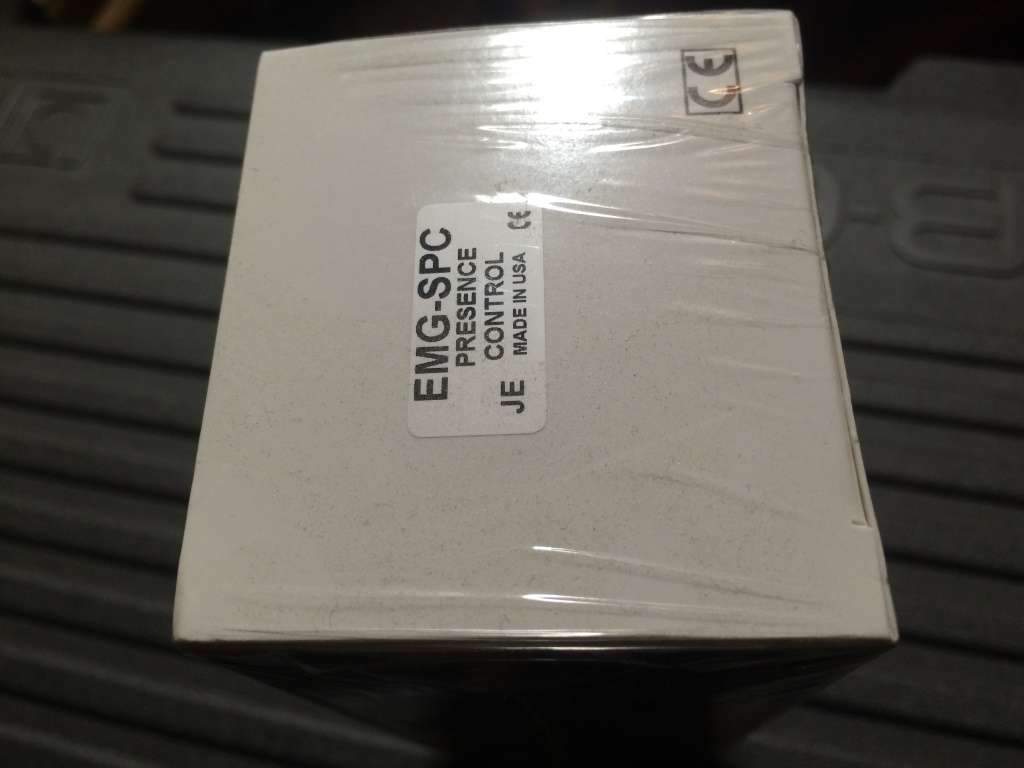 EMG-SPC
PRESENCE
CONTROL
JE MADE IN USA CE
CE